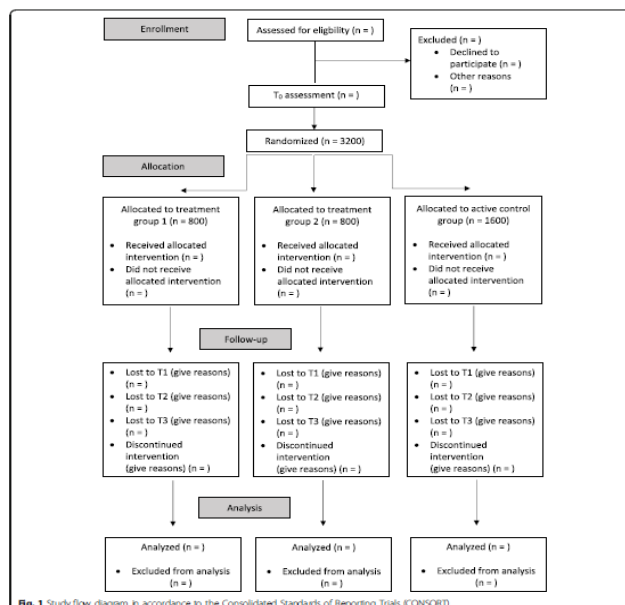 Enrollment
Assessed for eligbility (n = )
Excluded (n = )
• Declined to
participate (n = )
• Other reasons
(n = )
T₀ assessment (n = )
Randomized (n = 3200)
Allocation
Allocated to treatment
group 1 (n = 800)
• Received allocated
intervention (n = )
• Did not receive
allocated intervention
(n = )
Allocated to treatment
group 2 (n = 800)
• Received allocated
intervention (n = )
• Did not receive
allocated intervention
(n = )
Allocated to active control
group (n = 1600)
• Received allocated
intervention (n = )
• Did not receive
allocated intervention
(n = )
Follow-up
• Lost to T1 (give reasons)
(n = )
• Lost to T2 (give reasons)
(n = )
• Lost to T3 (give reasons)
(n = )
• Discontinued
intervention
(give reasons) (n = )
• Lost to T1 (give reasons)
(n = )
• Lost to T2 (give reasons)
(n = )
• Lost to T3 (give reasons)
(n = )
• Discontinued
intervention
(give reasons) (n = )
• Lost to T1 (give reasons)
(n = )
• Lost to T2 (give reasons)
(n = )
• Lost to T3 (give reasons)
(n = )
• Discontinued
intervention
(give reasons) (n = )
Analysis
Analyzed (n = )
• Excluded from analysis
(n = )
Analyzed (n = )
• Excluded from analysis
(n = )
Analyzed (n = )
• Excluded from analysis
(n = )
Fig. 1 Study flow diagram in accordance to the Consolidated Standards of Reporting Trials (CONSORT)